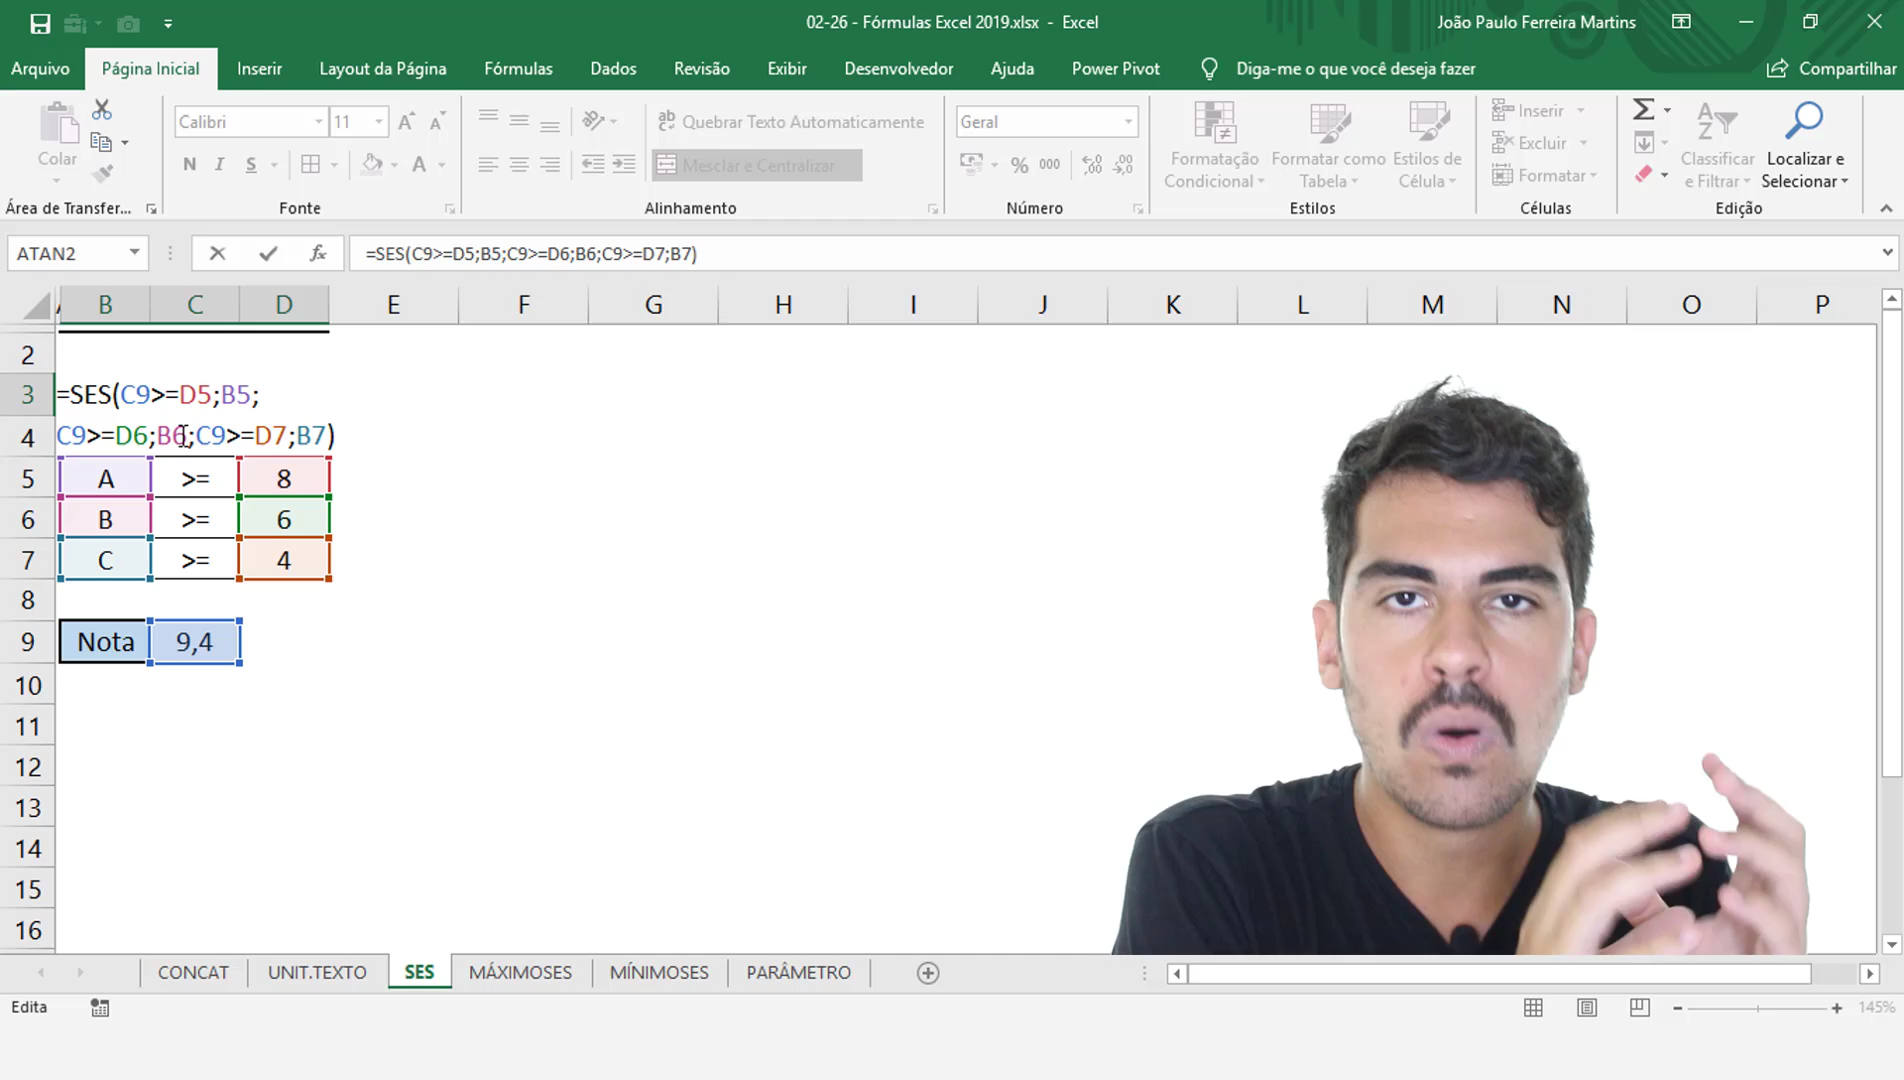 02-26 - Fórmulas Excel 2019.xlsx - Excel
João Paulo Ferreira Martins
Arquivo
Página Inicial
Inserir
Layout da Página
Fórmulas
Dados
Revisão
Exibir
Desenvolvedor
Ajuda
Power Pivot
Diga-me o que você deseja fazer
Compartilhar
Colar
Área de Transfer...
Calibri
11
N I S
A
Fonte
Quebrar Texto Automaticamente
Mesclar e Centralizar
Alinhamento
Geral
% 000
Número
Formatação
Condicional
Formatar como
Tabela
Estilos de
Célula
Estilos
Inserir
Excluir
Formatar
Células
Classificar
e Filtrar
Localizar e
Selecionar
Edição
ATAN2
fx
=SES(C9>=D5;B5;C9>=D6;B6;C9>=D7;B7)
B C D E F G H I J K L M N O P
2
3 =SES(C9>=D5;B5;
4 C9>=D6;B6;C9>=D7;B7)
5 A >= 8
6 B >= 6
7 C >= 4
8
9 Nota 9,4
10
11
12
13
14
15
16
CONCAT
UNIT.TEXTO
SES
MÁXIMOSES
MÍNIMOSES
PARÂMETRO
Edita
145%